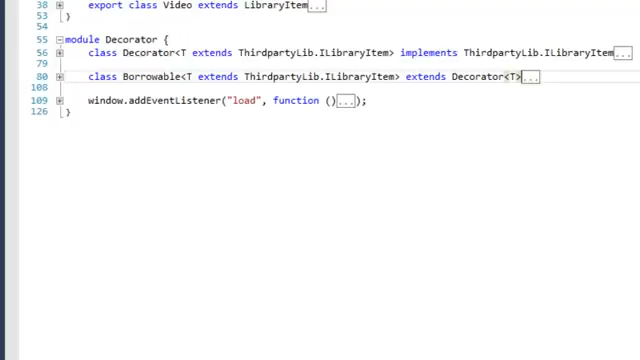 38 export class Video extends LibraryItem...
53 }
54
55 module Decorator {
56 class Decorator<T extends ThirdpartyLib.ILibraryItem> implements ThirdpartyLib.ILibraryItem...
79
80 class Borrowable<T extends ThirdpartyLib.ILibraryItem> extends Decorator<T>...
108
109 window.addEventListener("load", function ()...);
126 }